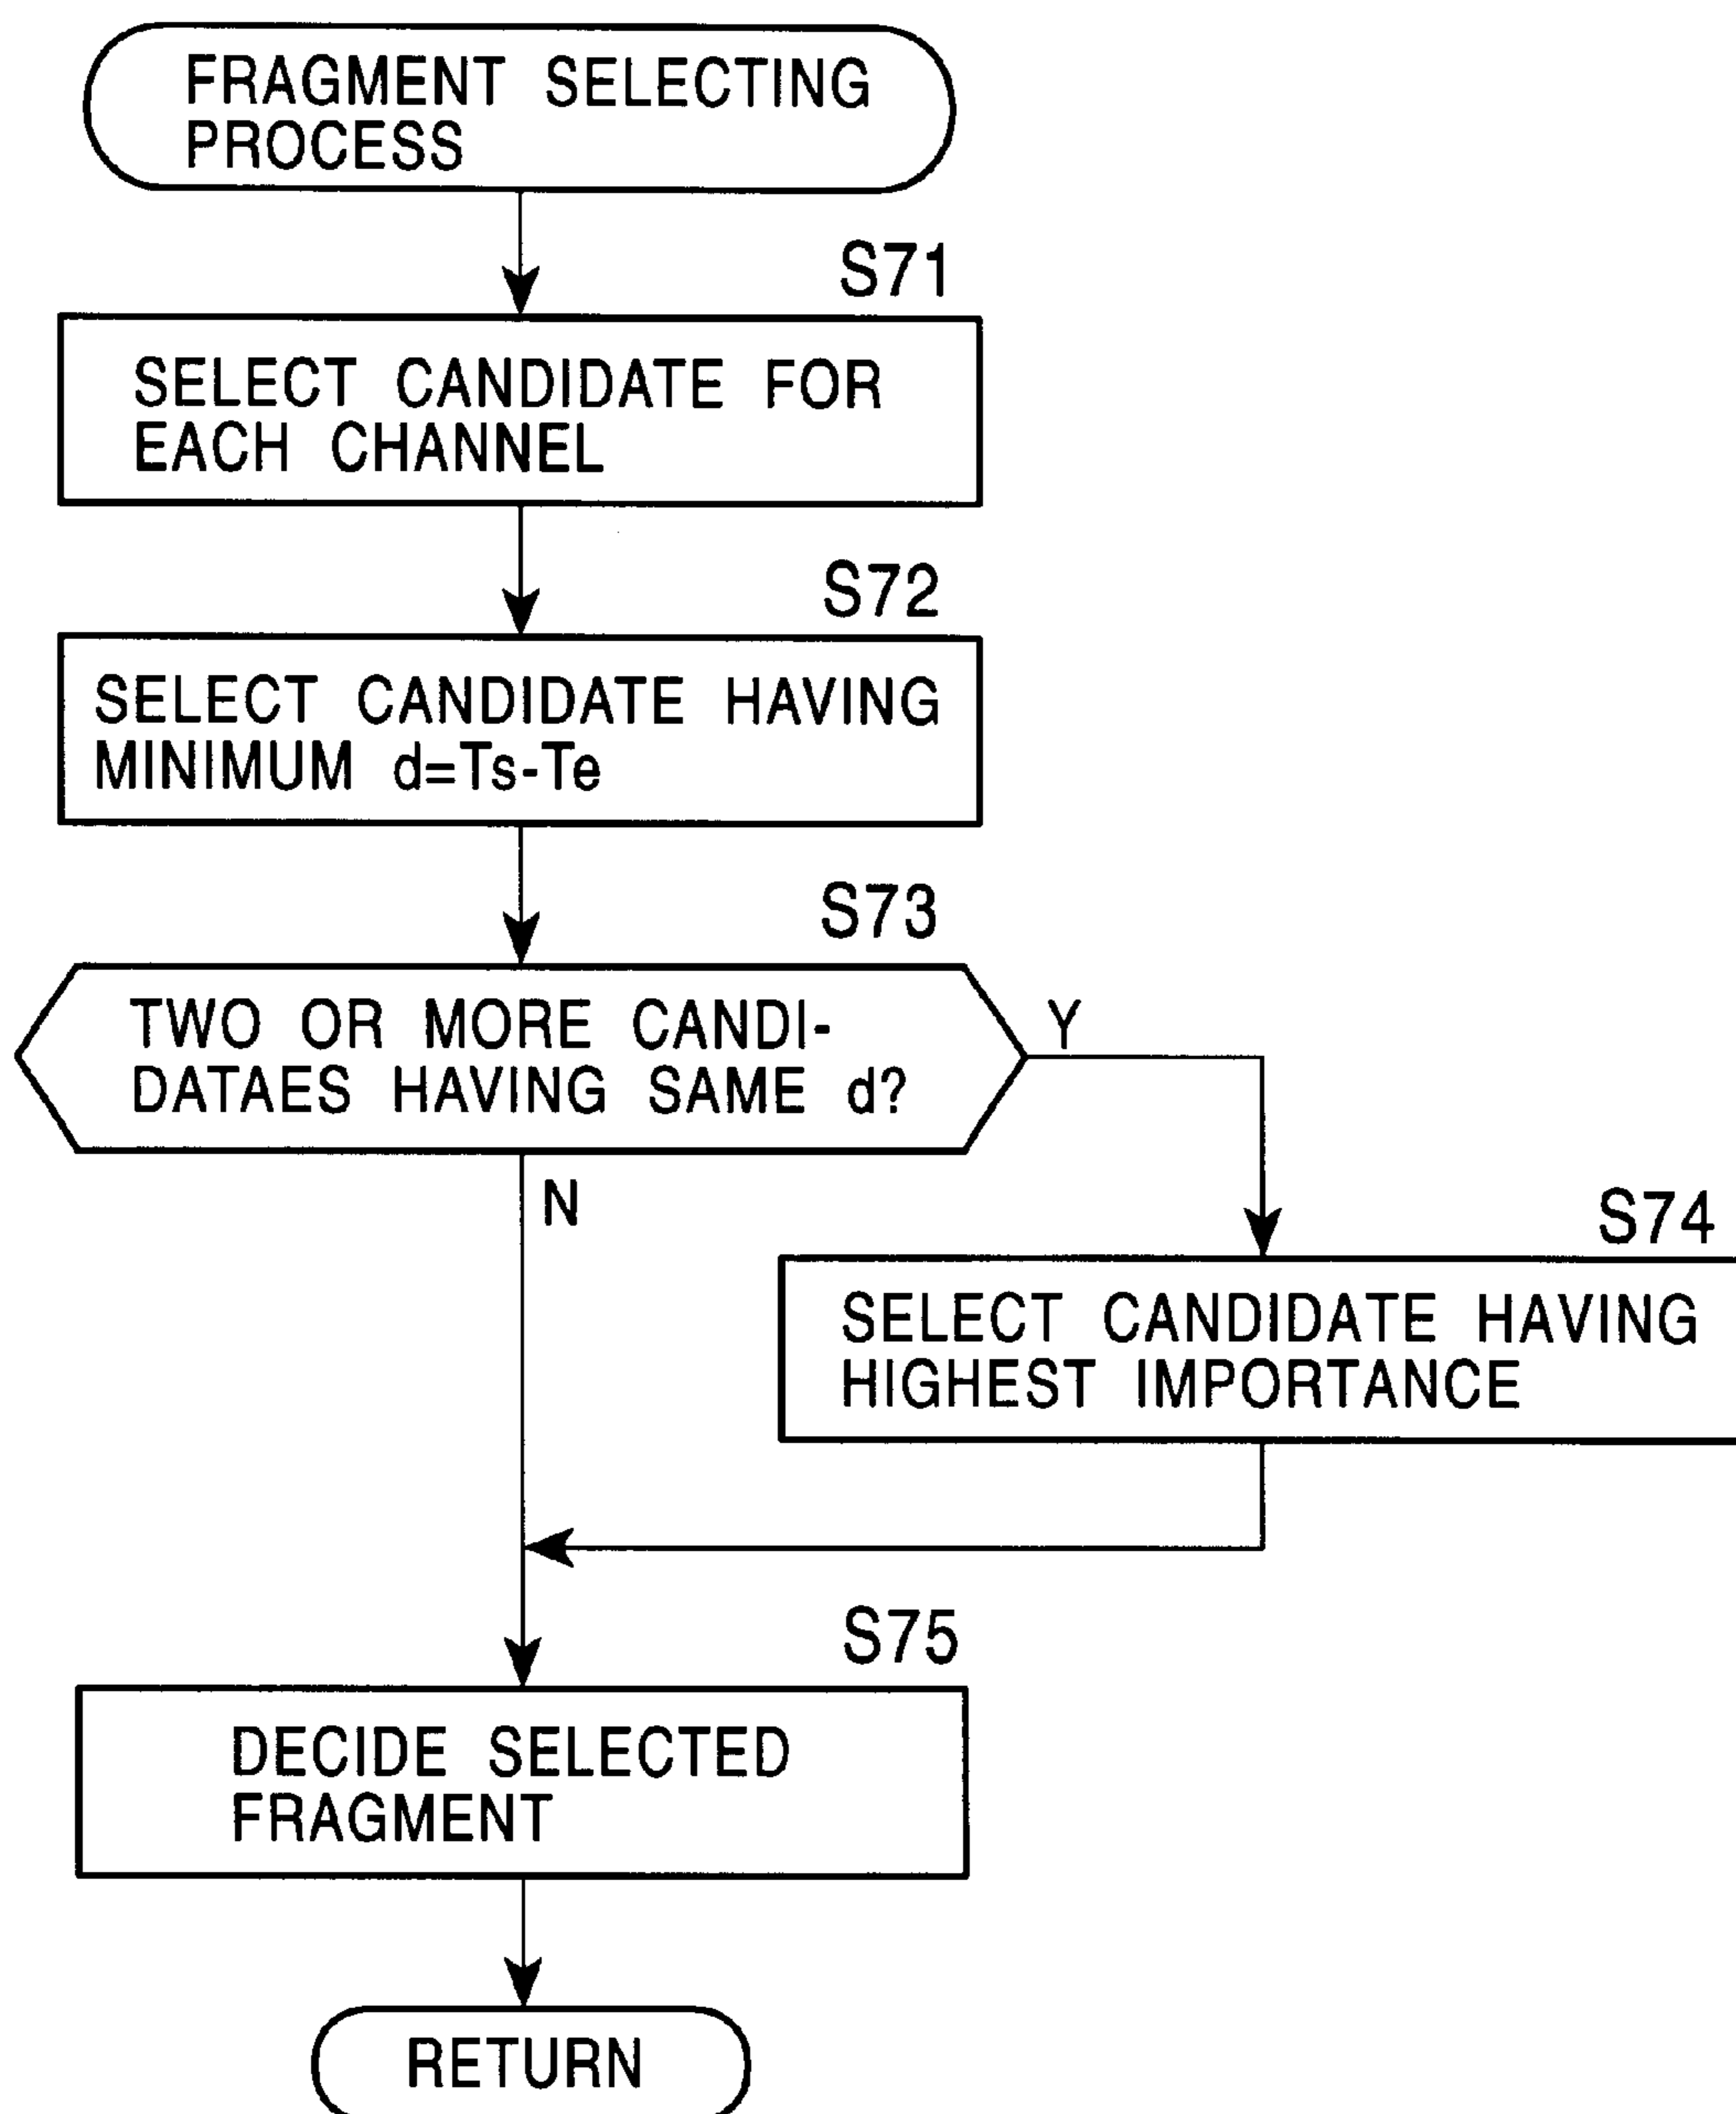 FRAGMENT SELECTING
PROCESS
S71
SELECT CANDIDATE FOR
EACH CHANNEL
S72
SELECT CANDIDATE HAVING
MINIMUM d=Ts-Te
S73
TWO OR MORE CANDI-
DATAES HAVING SAME d?
Y
N
S74
SELECT CANDIDATE HAVING
HIGHEST IMPORTANCE
S75
DECIDE SELECTED
FRAGMENT
RETURN